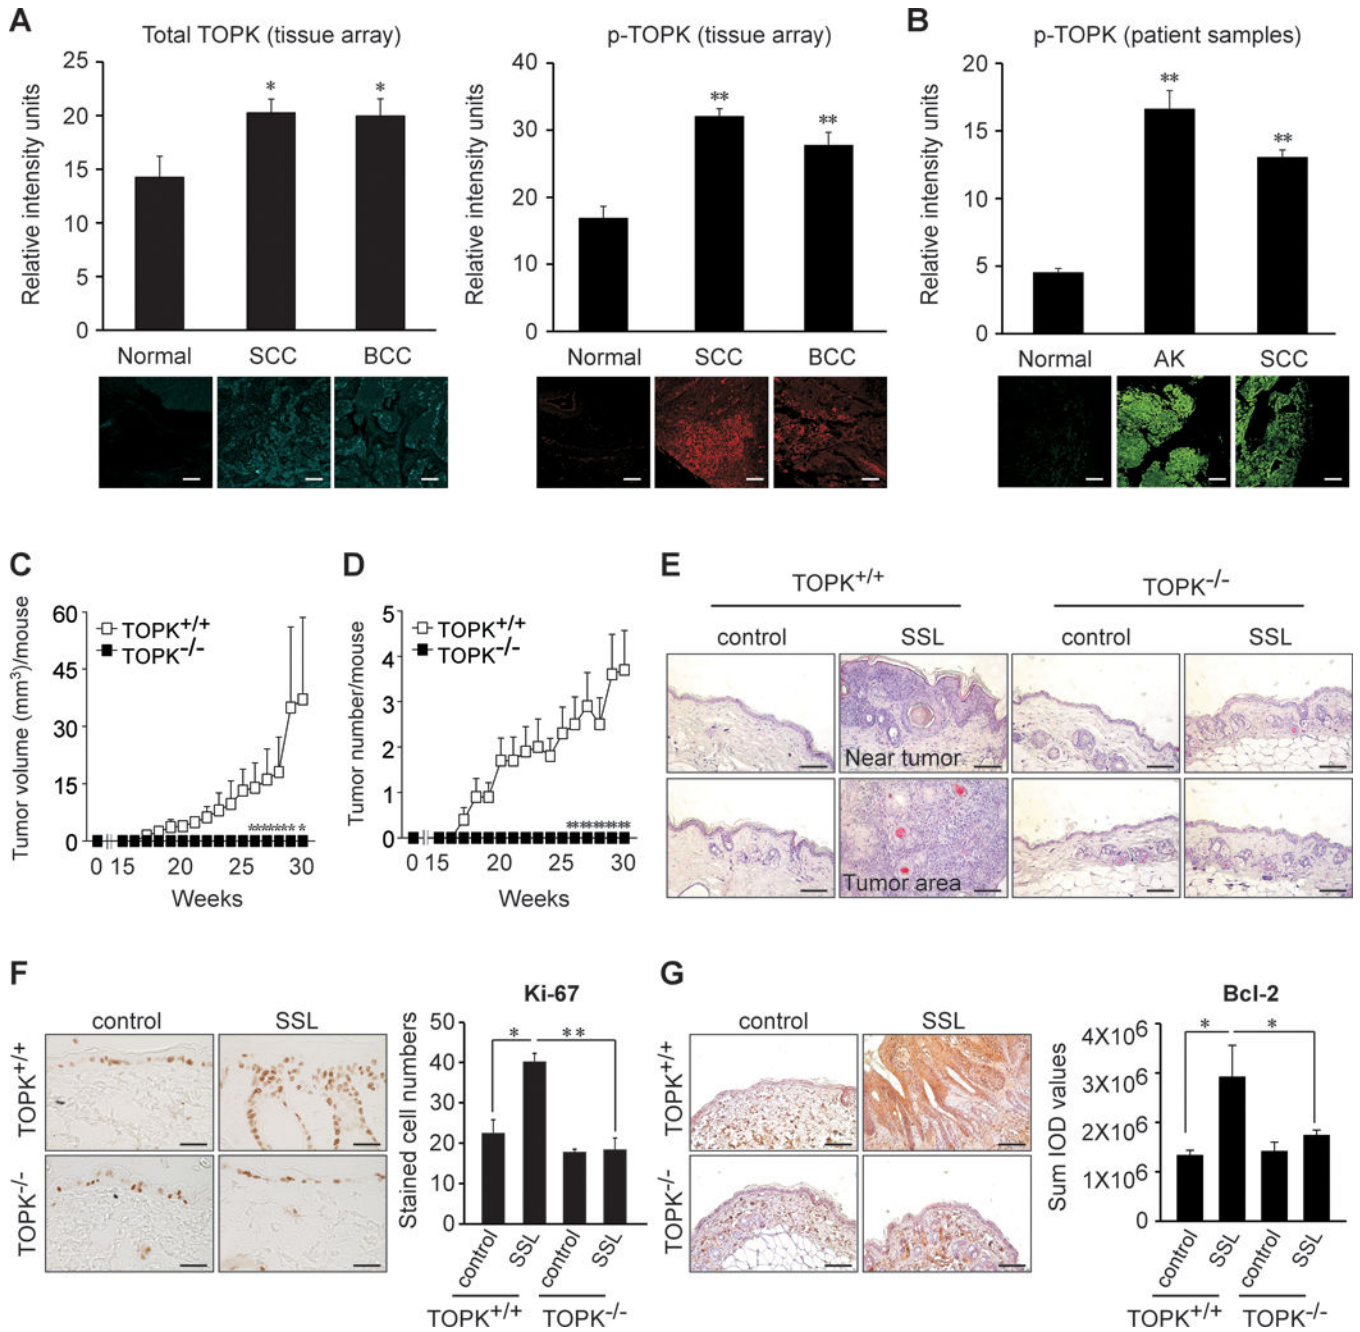 A
Total TOPK (tissue array)
Relative intensity units
25
20
15
10
5
0
* *
Normal SCC BCC
p-TOPK (tissue array)
Relative intensity units
40
30
20
10
0
** **
Normal SCC BCC
B
p-TOPK (patient samples)
Relative intensity units
20
15
10
5
0
** **
Normal AK SCC
C
Tumor volume (mm³)/mouse
60
45
30
15
0
TOPK+/+
TOPK-/-
0 15 20 25 30
Weeks
D
Tumor number/mouse
5
4
3
2
1
0
TOPK+/+
TOPK-/-
0 15 20 25 30
Weeks
E
TOPK+/+ TOPK-/-
control SSL control SSL
Near tumor
Tumor area
F
control SSL
TOPK+/+
TOPK-/-
Ki-67
Stained cell numbers
50
40
30
20
10
0
* **
control SSL control SSL
TOPK+/+ TOPK-/-
G
control SSL
TOPK+/+
TOPK-/-
Bcl-2
Sum IOD values
4X10⁶
3X10⁶
2X10⁶
1X10⁶
0
* *
control SSL control SSL
TOPK+/+ TOPK-/-